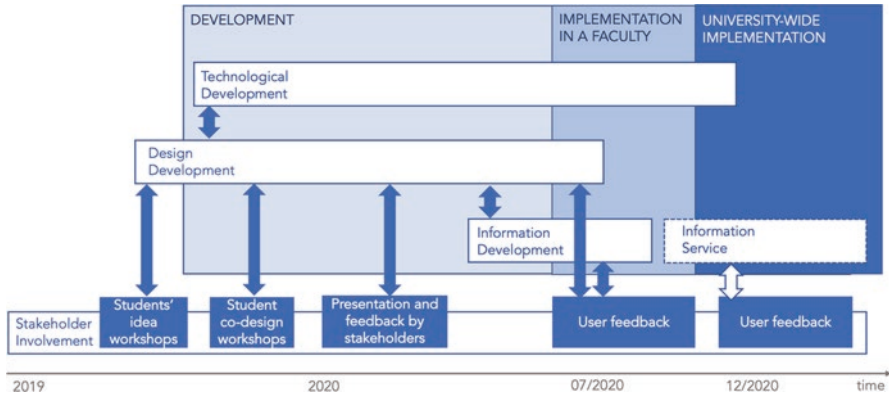 DEVELOPMENT
IMPLEMENTATION
IN A FACULTY
UNIVERSITY-WIDE
IMPLEMENTATION
Technological
Development
Design
Development
Information
Development
Information
Service
Stakeholder
Involvement
Students'
idea
workshops
Student
co-design
workshops
Presentation and
feedback by
stakeholders
User feedback
User feedback
2019
2020
07/2020
12/2020
time